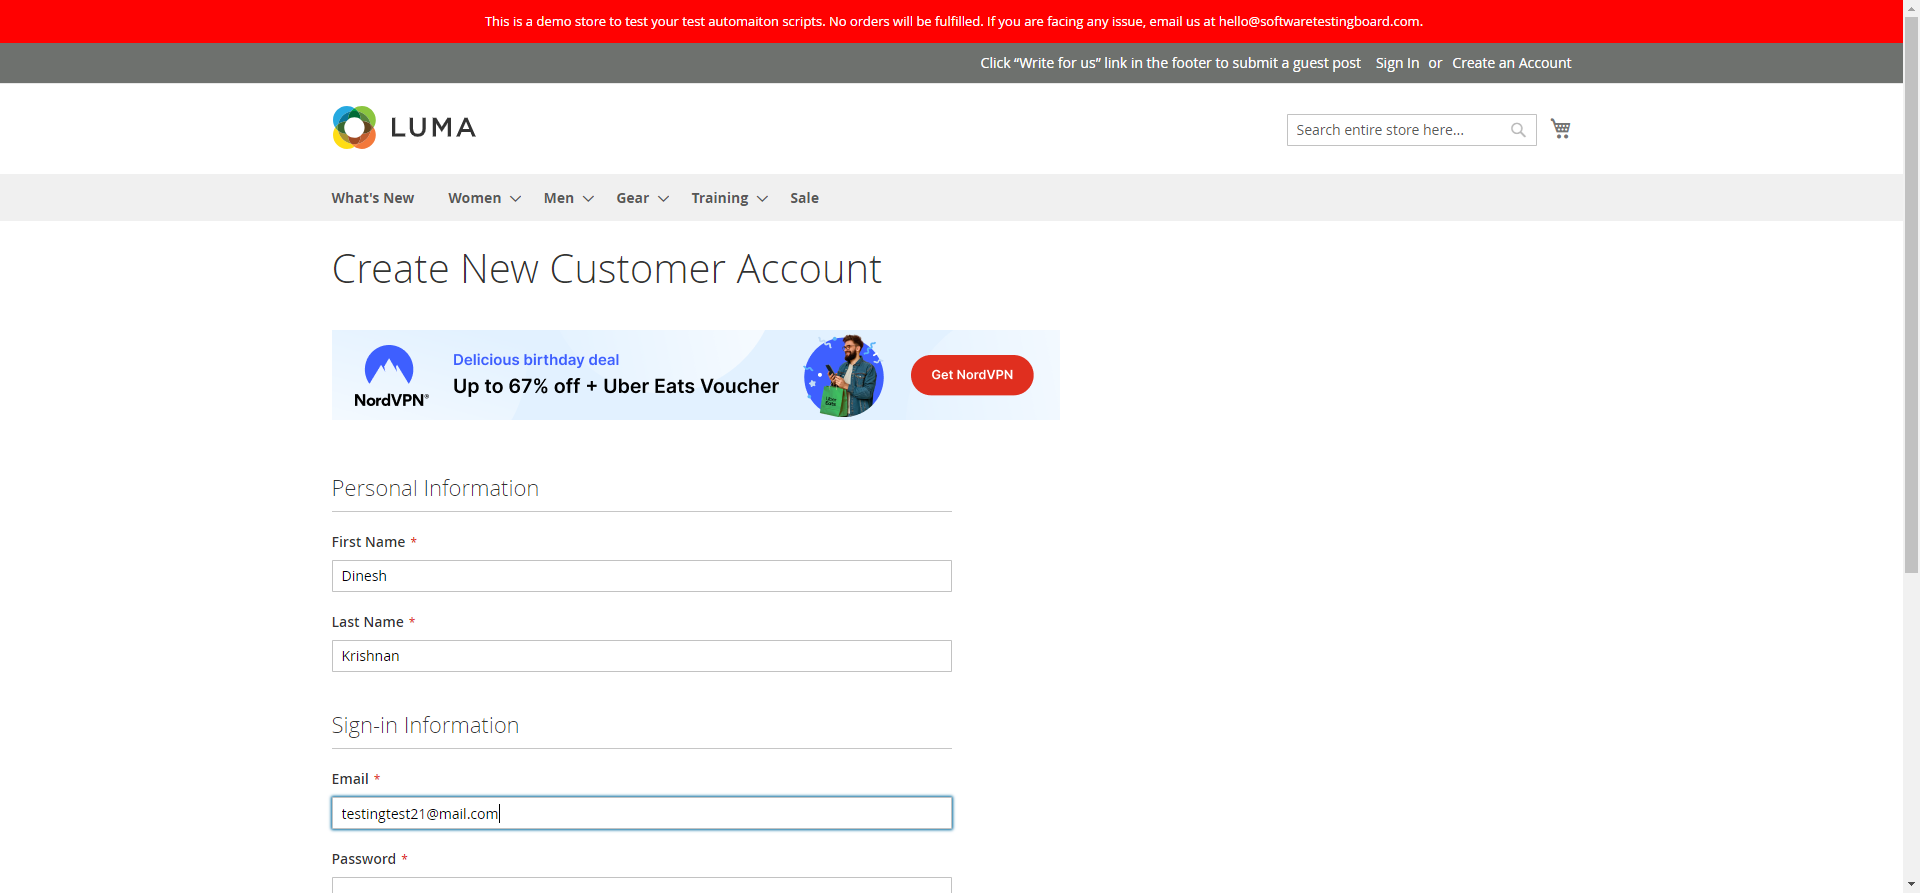 This is a demo store to test your test automaiton scripts. No orders will be fulfilled. If you are facing any issue, email us at hello@softwaretestingboard.com.
Click “Write for us” link in the footer to submit a guest post Sign In or Create an Account
LUMA
Search entire store here...
What's New Women Men Gear Training Sale
Create New Customer Account
NordVPN®
Delicious birthday deal
Up to 67% off + Uber Eats Voucher
Uber
Eats
Get NordVPN
Personal Information
First Name *
Dinesh
Last Name *
Krishnan
Sign-in Information
Email *
testingtest21@mail.com
Password *